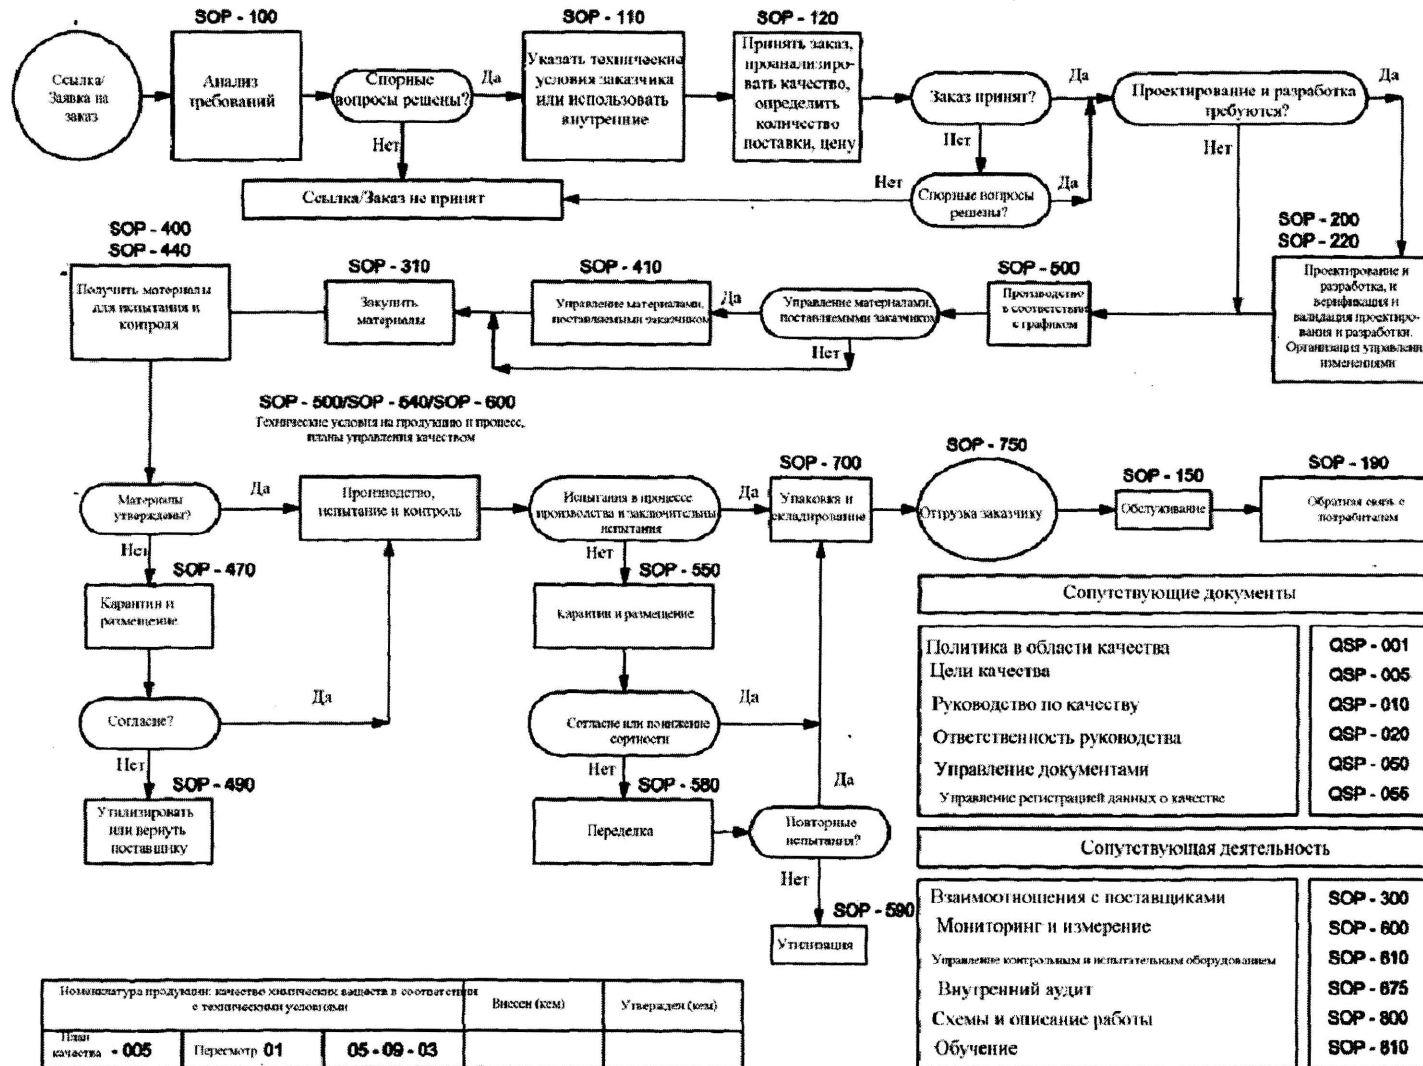 SOP - 100
SOP - 110
SOP - 120
Ссылка/
Заявка на
заказ
Анализ
требований
Спорные
вопросы решены?
Да
Нет
Указать технические
условия заказчика
или использовать
внутренние
Принять заказ,
проанализиро-
вать качество,
определить
количество
поставки, цену
Заказ принят?
Да
Нет
Проектирование и разработка
требуются?
Да
Нет
Ссылка/Заказ не принят
Нет
Спорные вопросы
решены?
Да
SOP - 400
SOP - 440
SOP - 310
SOP - 410
SOP - 500
SOP - 200
SOP - 220
Получить материалы
для испытания и
контроля
Закупить
материалы
Управление материалами,
поставляемыми заказчиком
Да
Управление материалами,
поставляемыми заказчиком
Нет
Производство
в соответствии
с графиком
Проектирование и
разработка, и
верификация и
валидация проектиро-
вания и разработки.
Организация управлени
изменениями
SOP - 500/SOP - 540/SOP - 600
Технические условия на продукцию и процесс,
планы управления качеством
SOP - 700
SOP - 750
SOP - 150
SOP - 190
Материалы
утверждены?
Да
Нет
Производство,
испытание и контроль
Испытания в процессе
производства и заключительны
испытания
Да
Нет
Упаковка и
складирование
Отгрузка заказчику
Обслуживание
Обратная связь с
потребителем
SOP - 470
Карантин и
размещение
SOP - 550
Карантин и размещение
Согласие?
Да
Нет
Согласие или понижение
сортности
Да
Нет
SOP - 490
Утилизировать
или вернуть
поставщику
SOP - 580
Переделка
Повторные
испытания?
Да
Нет
SOP - 590
Утилизация
Сопутствующие документы
Политика в области качества QSP - 001
Цели качества QSP - 005
Руководство по качеству QSP - 010
Ответственность руководства QSP - 020
Управление документами QSP - 050
Управление регистрацией данных о качестве QSP - 055
Сопутствующая деятельность
Взаимоотношения с поставщиками SOP - 300
Мониторинг и измерение SOP - 600
Управление контрольным и испытательным оборудованием SOP - 610
Внутренний аудит SOP - 675
Схемы и описание работы SOP - 800
Обучение SOP - 810
Номенклатура продукции: качество химических веществ в соответствии
с техническими условиями
Внесен (кем)
Утвержден (кем)
План
качества - 005
Пересмотр 01
05 - 09 - 03